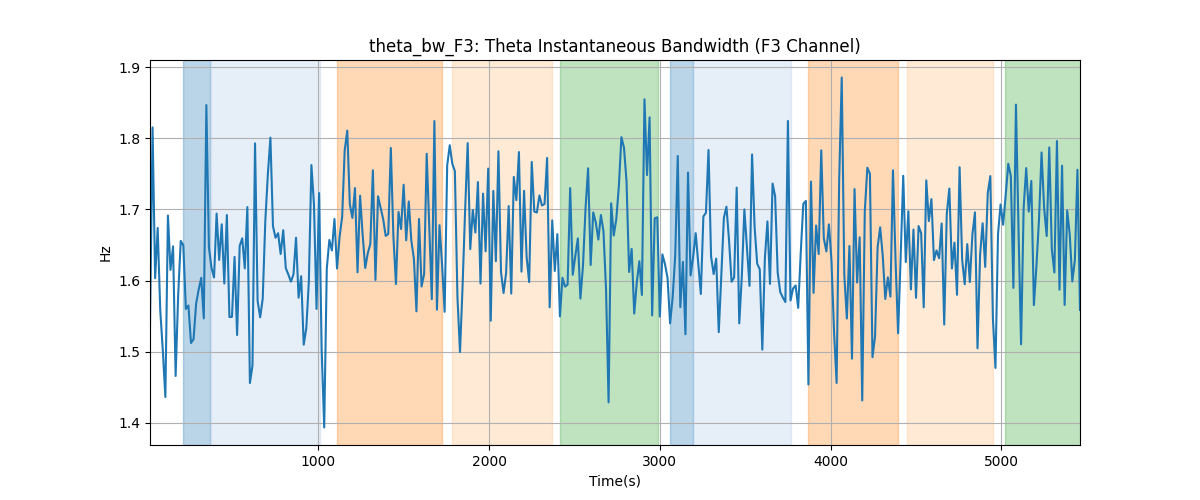 theta_bw_F3: Theta Instantaneous Bandwidth (F3 Channel)
1.9
1.8
1.7
1.6
1.5
1.4
Hz
1000 2000 3000 4000 5000
Time(s)